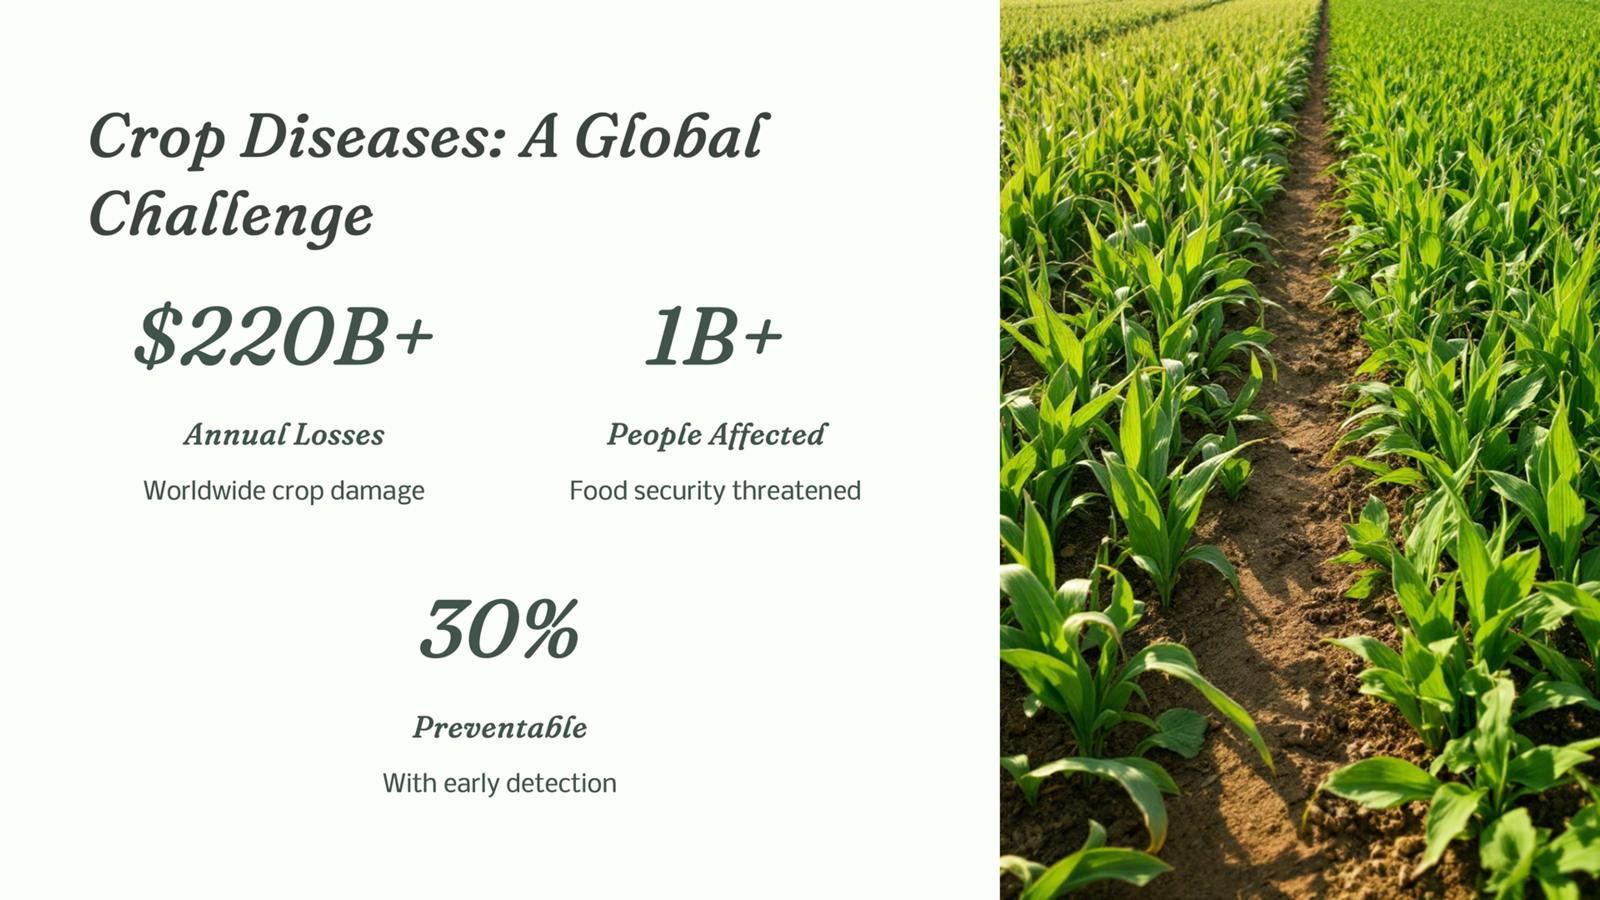 Crop Diseases: A Global
Challenge
$220B+
1B+
Annual Losses
People Affected
Worldwide crop damage
Food security threatened
30%
Preventable
With early detection